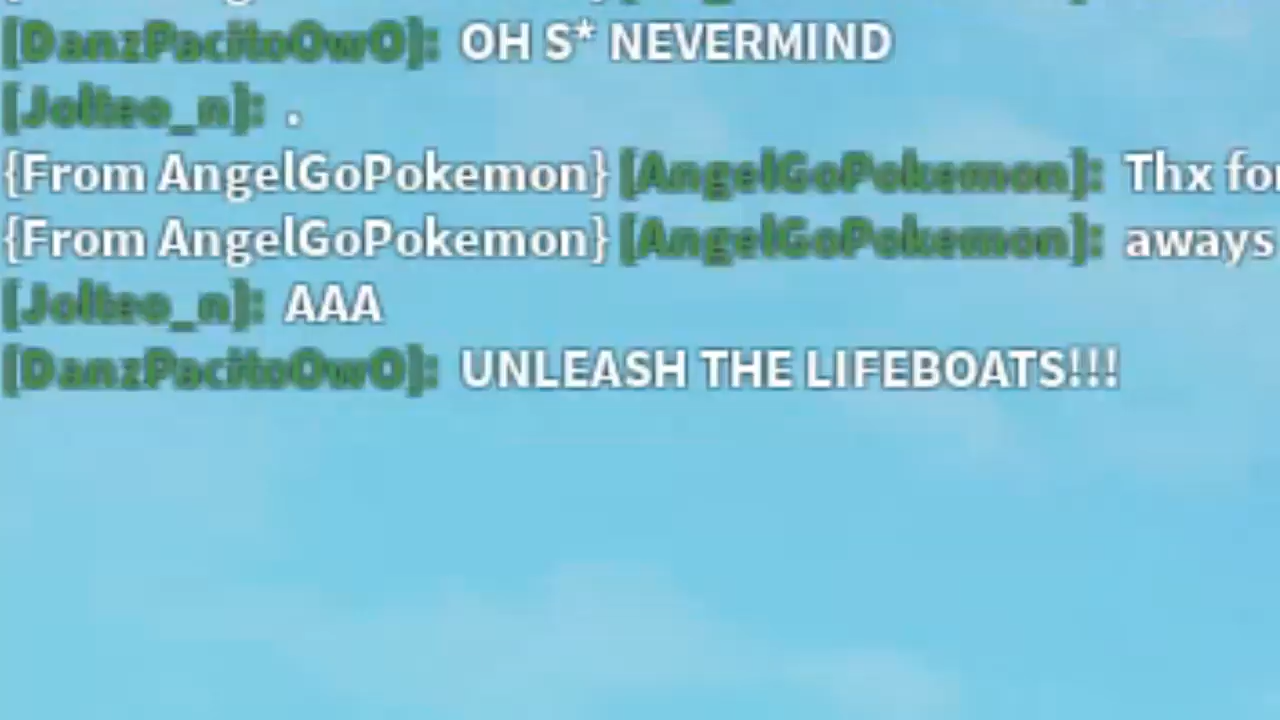 [DanzPacitoOwO]: OH S* NEVERMIND
[Jolteo_n]: .
{From AngelGoPokemon} [AngelGoPokemon]: Thx for
{From AngelGoPokemon} [AngelGoPokemon]: aways
[Jolteo_n]: AAA
[DanzPacitoOwO]: UNLEASH THE LIFEBOATS!!!